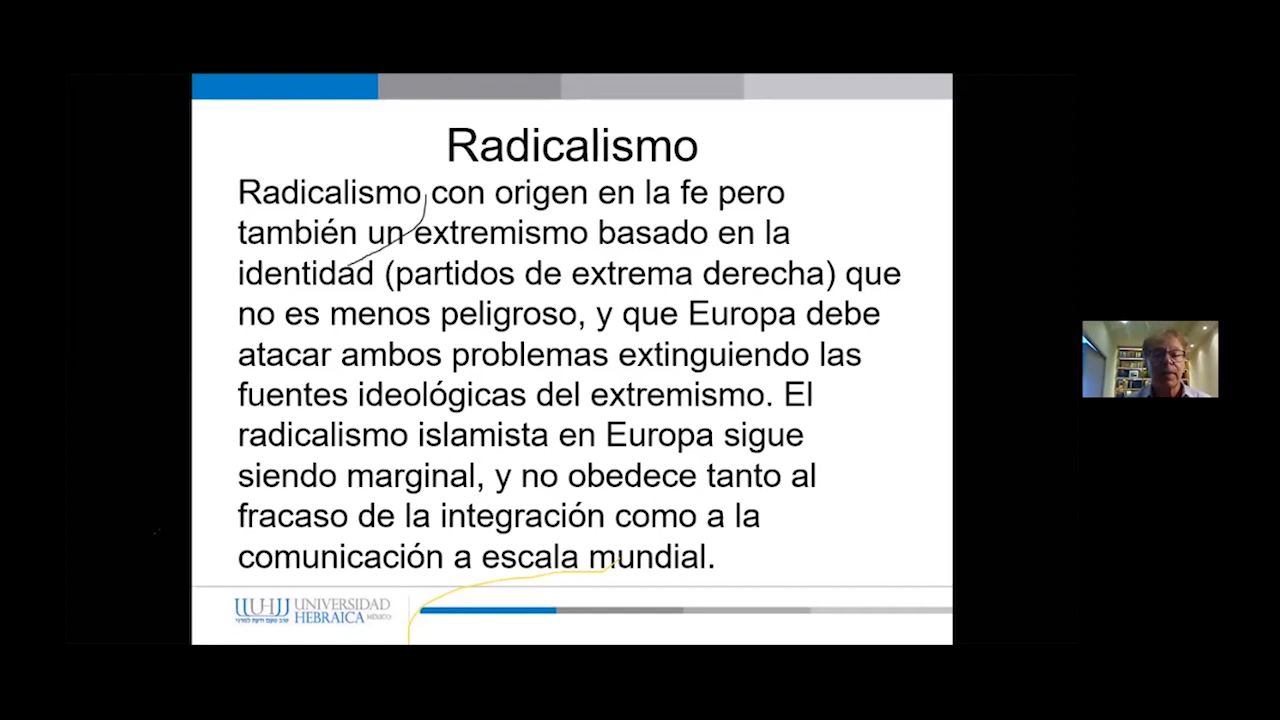 Radicalismo
Radicalismo con origen en la fe pero
también un extremismo basado en la
identidad (partidos de extrema derecha) que
no es menos peligroso, y que Europa debe
atacar ambos problemas extinguiendo las
fuentes ideológicas del extremismo. El
radicalismo islamista en Europa sigue
siendo marginal, y no obedece tanto al
fracaso de la integración como a la
comunicación a escala mundial.
UNIVERSIDAD
HEBRAICA MÉXICO